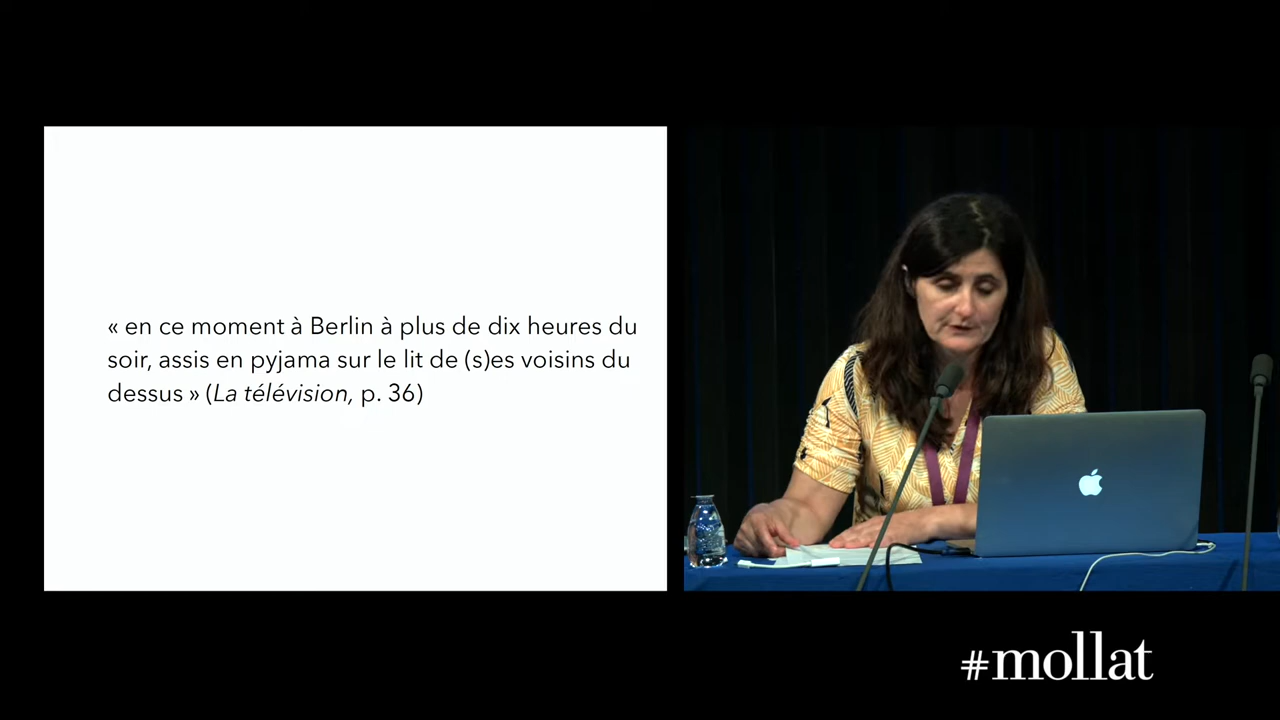 « en ce moment à Berlin à plus de dix heures du
soir, assis en pyjama sur le lit de (s)es voisins du
dessus » (La télévision, p. 36)
#mollat